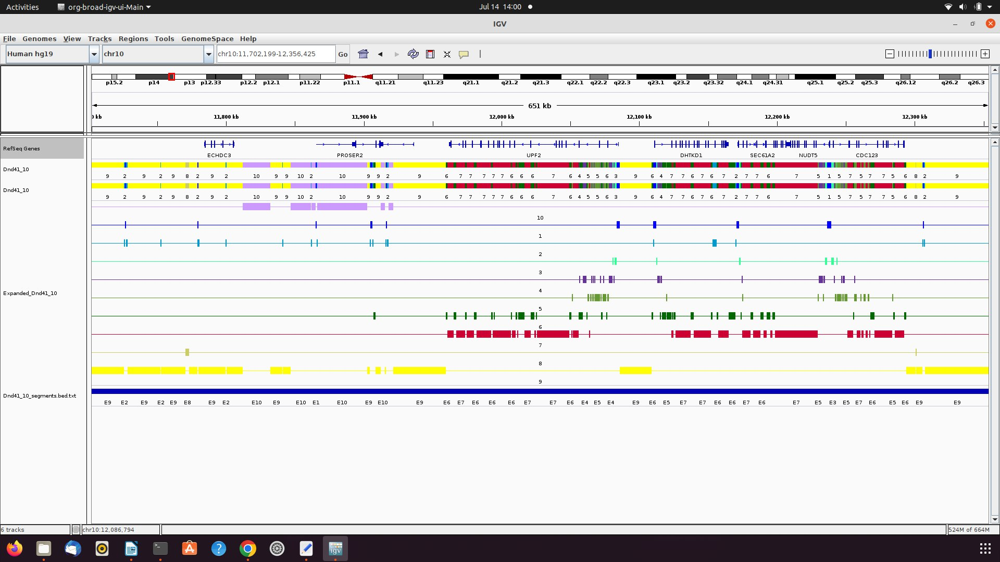 Activities org-broad-igv-ui-Main Jul 14 14:00
IGV
File Genomes View Tracks Regions Tools GenomeSpace Help
Human hg19 chr10 chr10:11,702,199-12,356,425 Go
p15.2 p14 p13 p12.33 p12.2 p12.1 p11.22 p11.1 q11.21 q11.23 q21.1 q21.2 q21.3 q22.1 q22.2 q22.3 q23.1 q23.2 q23.32 q24.1 q24.31 q25.1 q25.2 q25.3 q26.12 q26.2 q26.3
651 kb
0 kb 11,800 kb 11,900 kb 12,000 kb 12,100 kb 12,200 kb 12,300 kb
RefSeq Genes
ECHDC3 PROSER2 UPF2 DHTKD1 SEC61A2 NUDT5 CDC123
Dnd41_10
9 2 9 2 9 8 2 9 2 10 9 9 10 2 10 9 9 2 9 6 7 7 7 7 7 6 6 6 7 6 4 5 5 6 3 9 6 4 7 7 6 7 6 7 2 7 7 6 7 5 1 5 7 5 7 7 5 6 8 2 9
Dnd41_10
9 2 9 2 9 8 2 9 2 10 9 9 10 2 10 9 9 2 9 6 7 7 7 7 7 6 6 6 7 6 4 5 5 6 3 9 6 4 7 7 6 7 6 7 2 7 7 6 7 5 1 5 7 5 7 7 5 6 8 2 9
10
1
2
3
4
Expanded_Dnd41_10
5
6
7
8
9
Dnd41_10_segments.bed.txt
E9 E2 E9 E2 E9 E8 E9 E2 E10 E9 E10 E1 E10 E9 E10 E9 E6 E7 E6 E6 E6 E7 E7 E6 E4 E5 E4 E9 E6 E5 E7 E7 E6 E6 E7 E6 E7 E5 E3 E5 E7 E6 E5 E6 E9 E9
6 tracks chr10:12,086,794 524M of 664M
igv